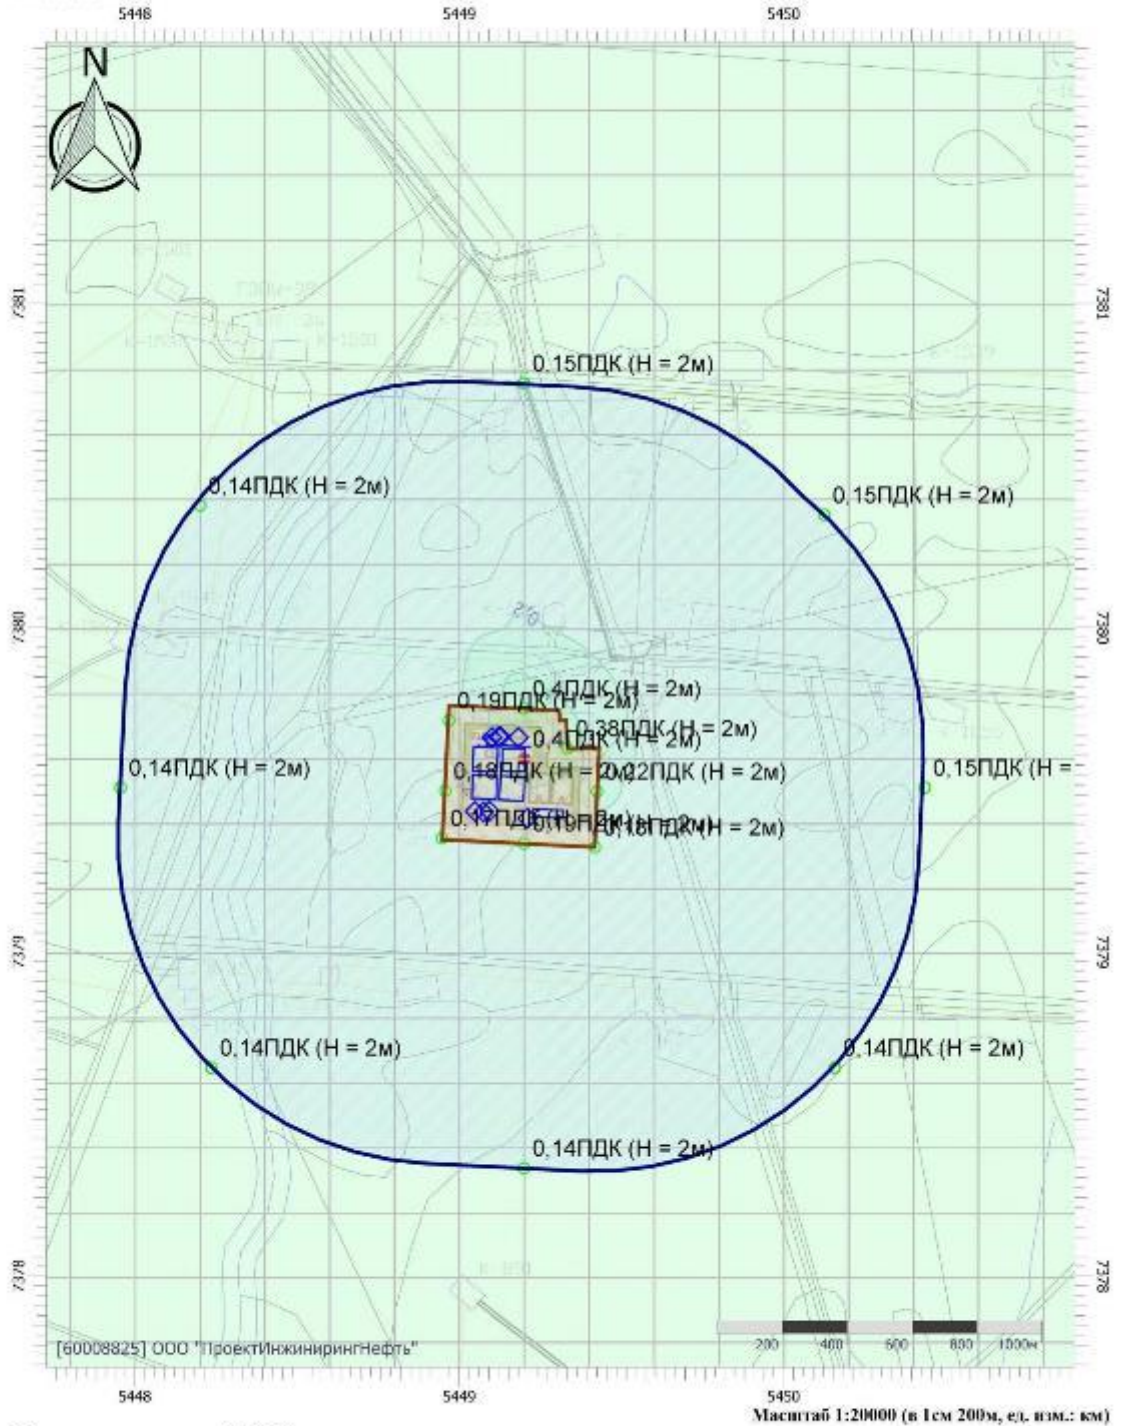 5448 5449 5450
N
7381 7381
0,15ПДК (Н = 2м)
0,14ПДК (Н = 2м)
0,15ПДК (Н = 2м)
7380 7380
0,4ПДК (Н = 2м)
0,19ПДК (Н = 2м)
0,38ПДК (Н = 2м)
0,4ПДК (Н = 2м)
0,14ПДК (Н = 2м)
0,18ПДК (Н = 2м)
0,22ПДК (Н = 2м)
0,15ПДК (Н =
7379 7379
0,14ПДК (Н = 2м)
0,14ПДК (Н = 2м)
0,14ПДК (Н = 2м)
7378 7378
200 400 600 800 1000м
[60008825] ООО "ПроектИнжинирингНефть"
5448 5449 5450
Масштаб 1:20000 (в 1см 200м, ед. изм.: км)